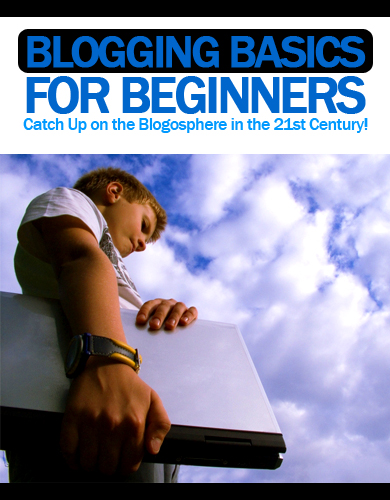 BLOGGING BASICS
FOR BEGINNERS
Catch Up on the Blogosphere in the 21st Century!